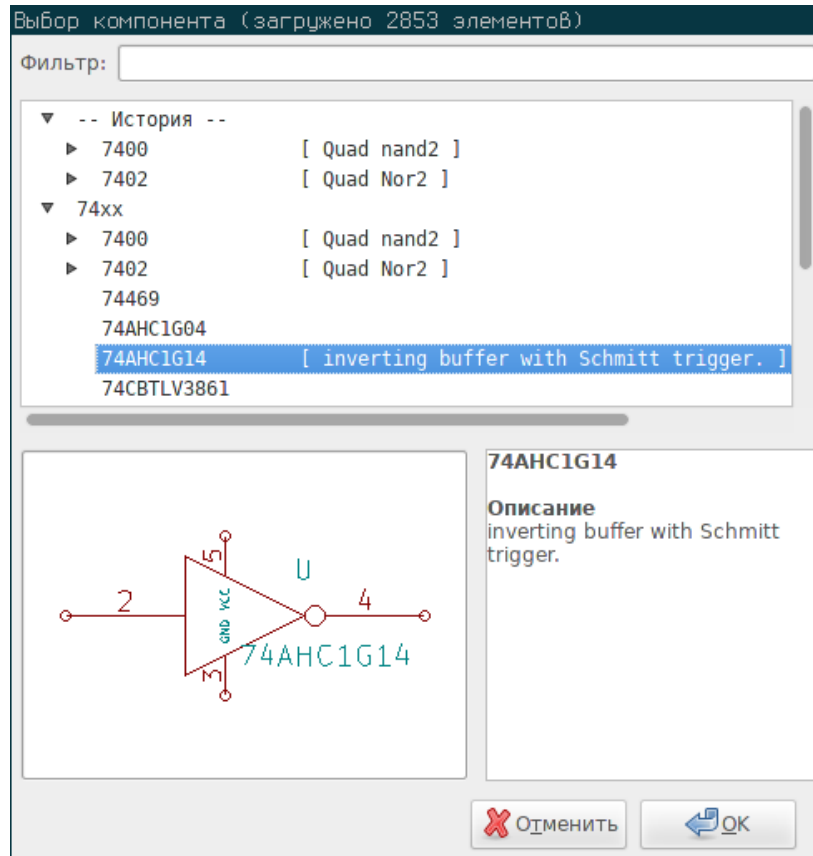 Выбор компонента (загружено 2853 элементов)
Фильтр:
-- История --
7400 [ Quad nand2 ]
7402 [ Quad Nor2 ]
74xx
7400 [ Quad nand2 ]
7402 [ Quad Nor2 ]
74469
74AHC1G04
74AHC1G14 [ inverting buffer with Schmitt trigger. ]
74CBTLV3861
74AHC1G14
Описание
inverting buffer with Schmitt
trigger.
5
U
2
VCC
4
GND
74AHC1G14
3
Отменить
OK